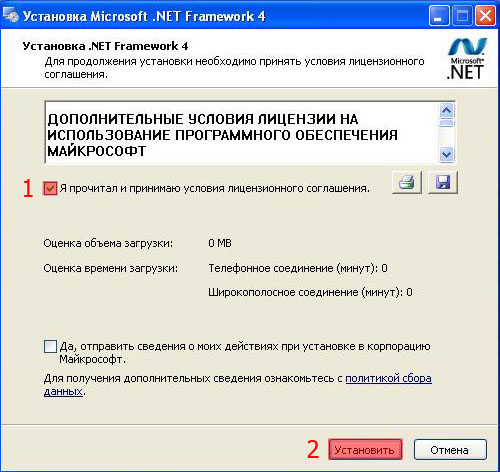 Установка Microsoft .NET Framework 4
Установка .NET Framework 4
Для продолжения установки необходимо принять условия лицензионного
соглашения.
Microsoft
.NET
ДОПОЛНИТЕЛЬНЫЕ УСЛОВИЯ ЛИЦЕНЗИИ НА
ИСПОЛЬЗОВАНИЕ ПРОГРАММНОГО ОБЕСПЕЧЕНИЯ
МАЙКРОСОФТ
1 Я прочитал и принимаю условия лицензионного соглашения.
Оценка объема загрузки: 0 MB
Оценка времени загрузки: Телефонное соединение (минут): 0
Широкополосное соединение (минут): 0
Да, отправить сведения о моих действиях при установке в корпорацию
Майкрософт.
Для получения дополнительных сведения ознакомьтесь с политикой сбора
данных.
2 Установить Отмена